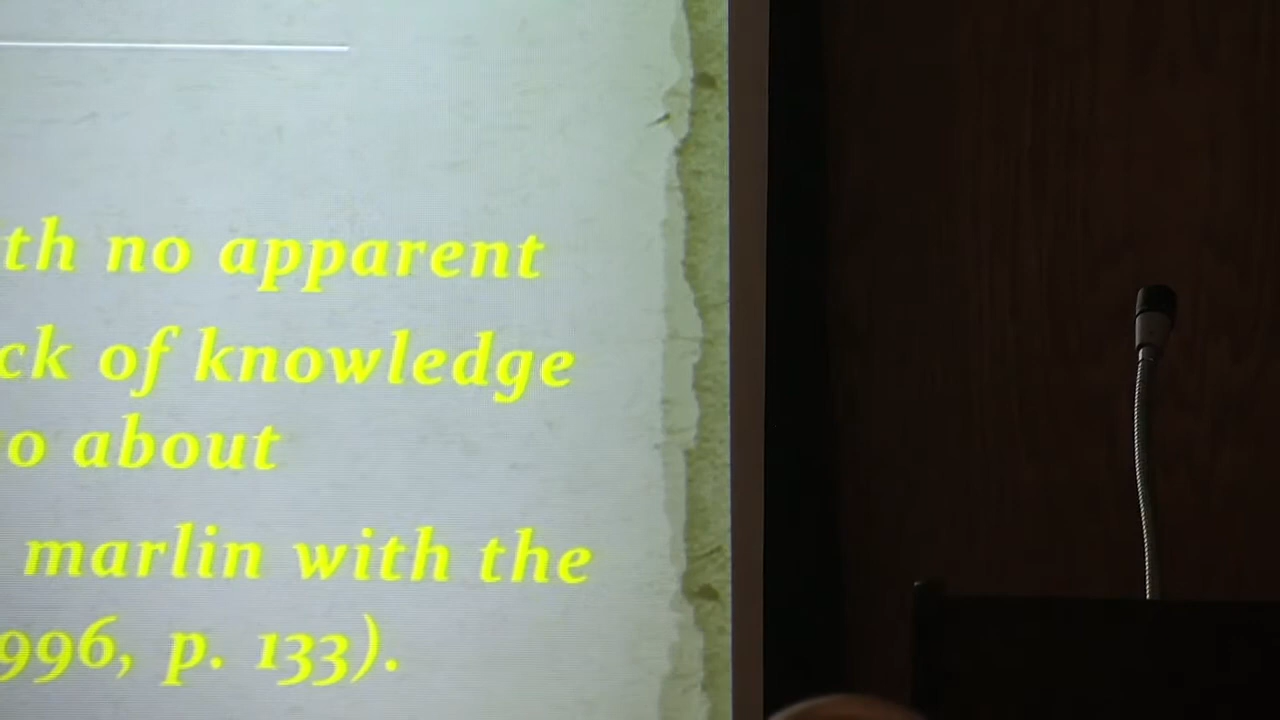 th no apparent
ck of knowledge
o about
marlin with the
996, p. 133).